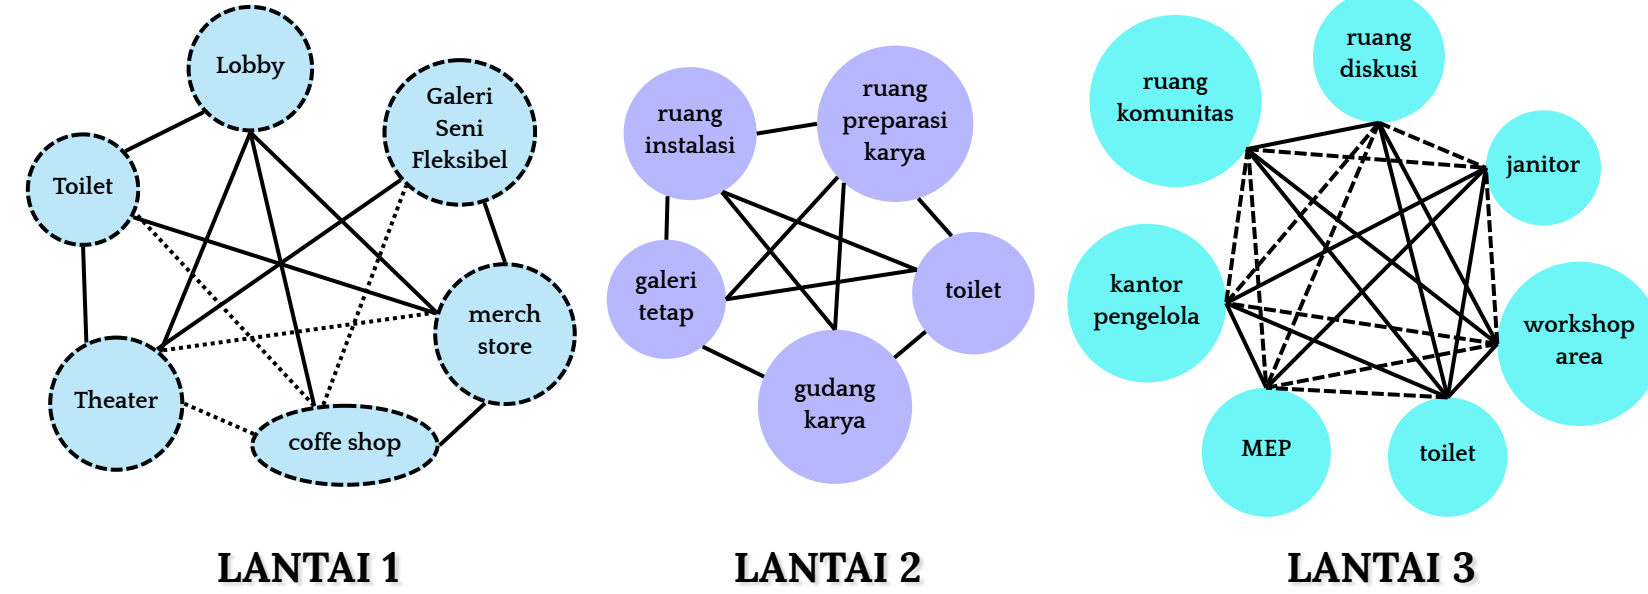 Lobby
Galeri
Seni
Fleksibel
Toilet
merch
store
Theater
coffe shop
LANTAI 1
ruang
instalasi
ruang
preparasi
karya
galeri
tetap
toilet
gudang
karya
LANTAI 2
ruang
komunitas
ruang
diskusi
janitor
kantor
pengelola
workshop
area
MEP
toilet
LANTAI 3